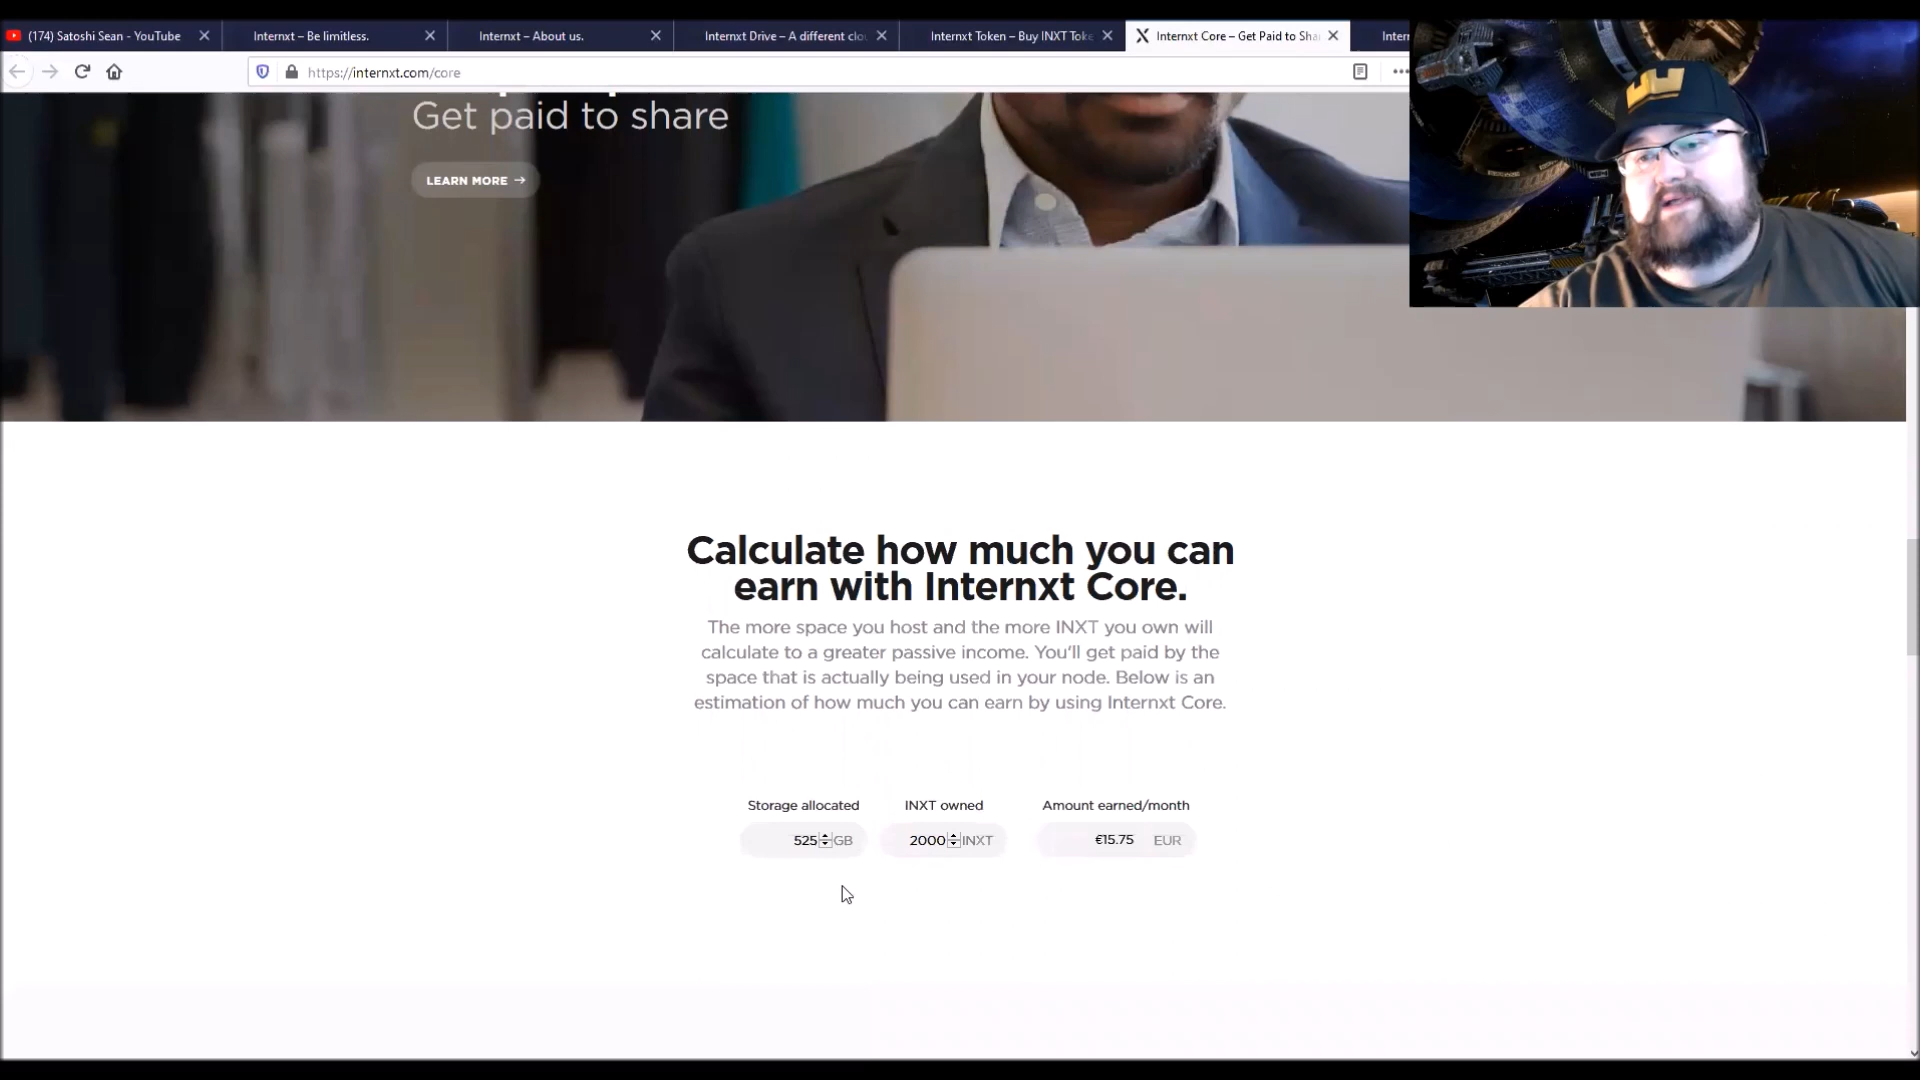 (174) Satoshi Sean - YouTube
Internxt – Be limitless.
Internxt – About us.
Internxt Drive – A different clo
Internxt Token – Buy INXT Toke
Internxt Core – Get Paid to Sha
Intern
https://internxt.com/core
Get paid to share
LEARN MORE →
Calculate how much you can
earn with Internxt Core.
The more space you host and the more INXT you own will
calculate to a greater passive income. You'll get paid by the
space that is actually being used in your node. Below is an
estimation of how much you can earn by using Internxt Core.
Storage allocated INXT owned Amount earned/month
525 GB 2000 INXT €15.75 EUR